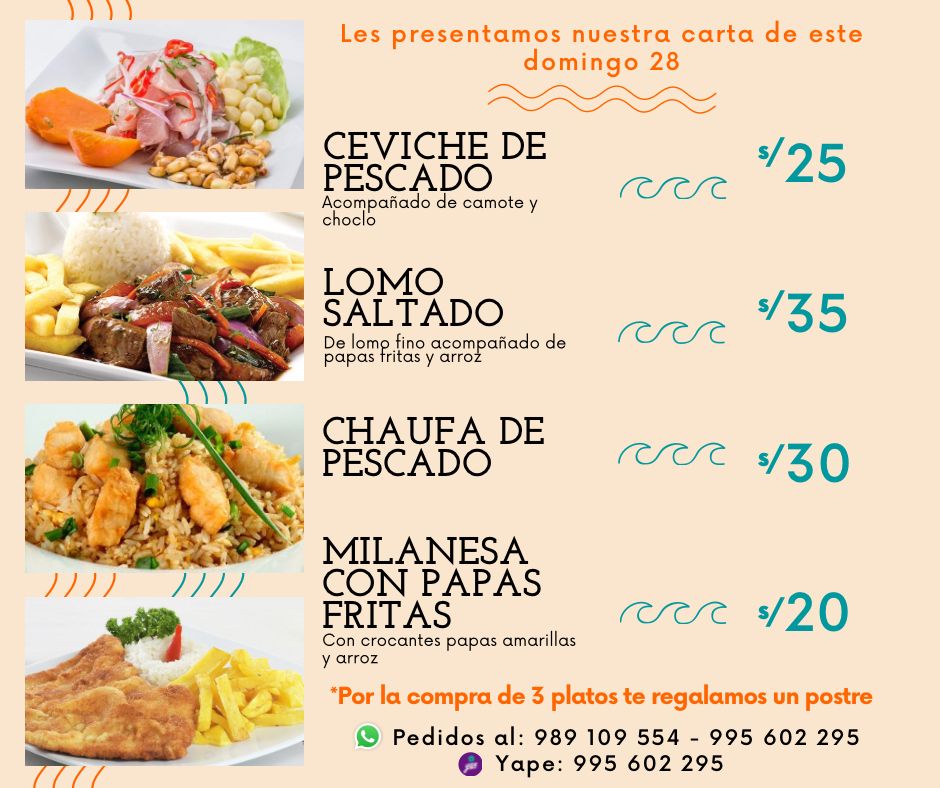 Les presentamos nuestra carta de este
domingo 28
CEVICHE DE
PESCADO
Acompañado de camote y
choclo
s/25
LOMO
SALTADO
De lomo fino acompañado de
papas fritas y arroz
s/35
CHAUFA DE
PESCADO
s/30
MILANESA
CON PAPAS
FRITAS
Con crocantes papas amarillas
y arroz
s/20
*Por la compra de 3 platos te regalamos un postre
Pedidos al: 989 109 554 - 995 602 295
Yape: 995 602 295